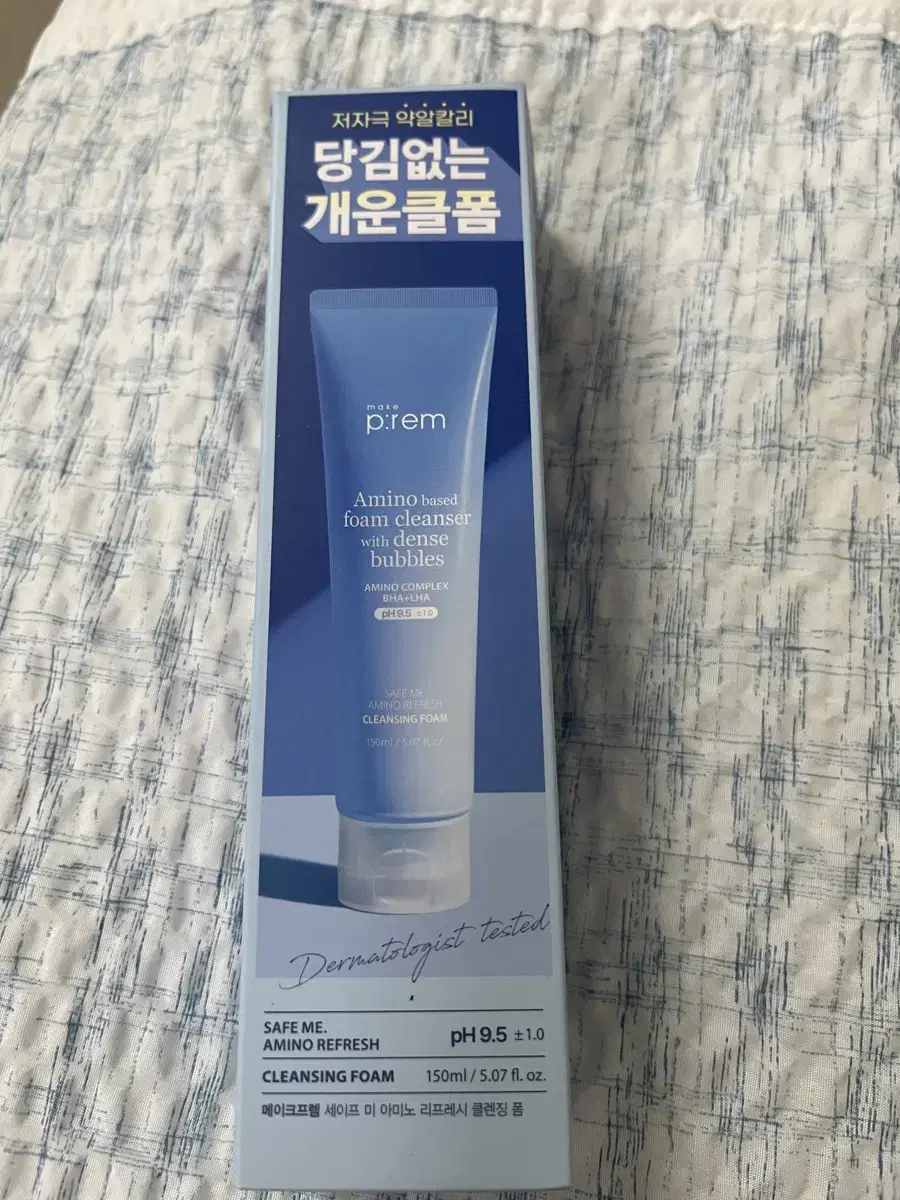 저자극 약알칼리
당김없는
개운클폼
make
p:rem
Amino based
foam cleanser
with dense
bubbles
AMINO COMPLEX
BHA+LHA
pH 9.5 ±1.0
SAFE ME.
AMINO REFRESH
CLEANSING FOAM
150ml / 5.07 fl. oz.
Dermatologist tested
SAFE ME.
AMINO REFRESH
pH 9.5 ±1.0
CLEANSING FOAM 150ml / 5.07 fl. oz.
메이크프렘 세이프 미 아미노 리프레시 클렌징 폼